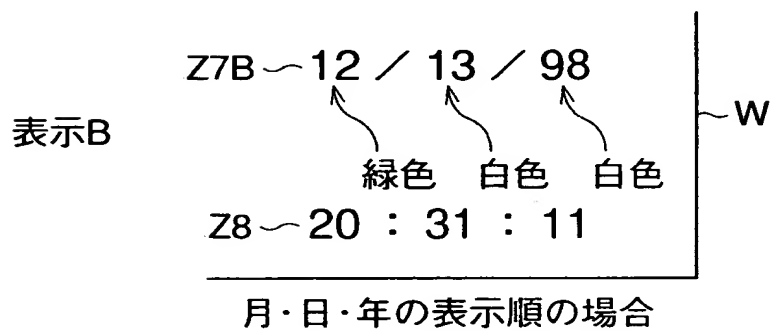 Z7B 12 / 13 / 98
W
表示B
緑色 白色 白色
Z8 20 : 31 : 11
月・日・年の表示順の場合